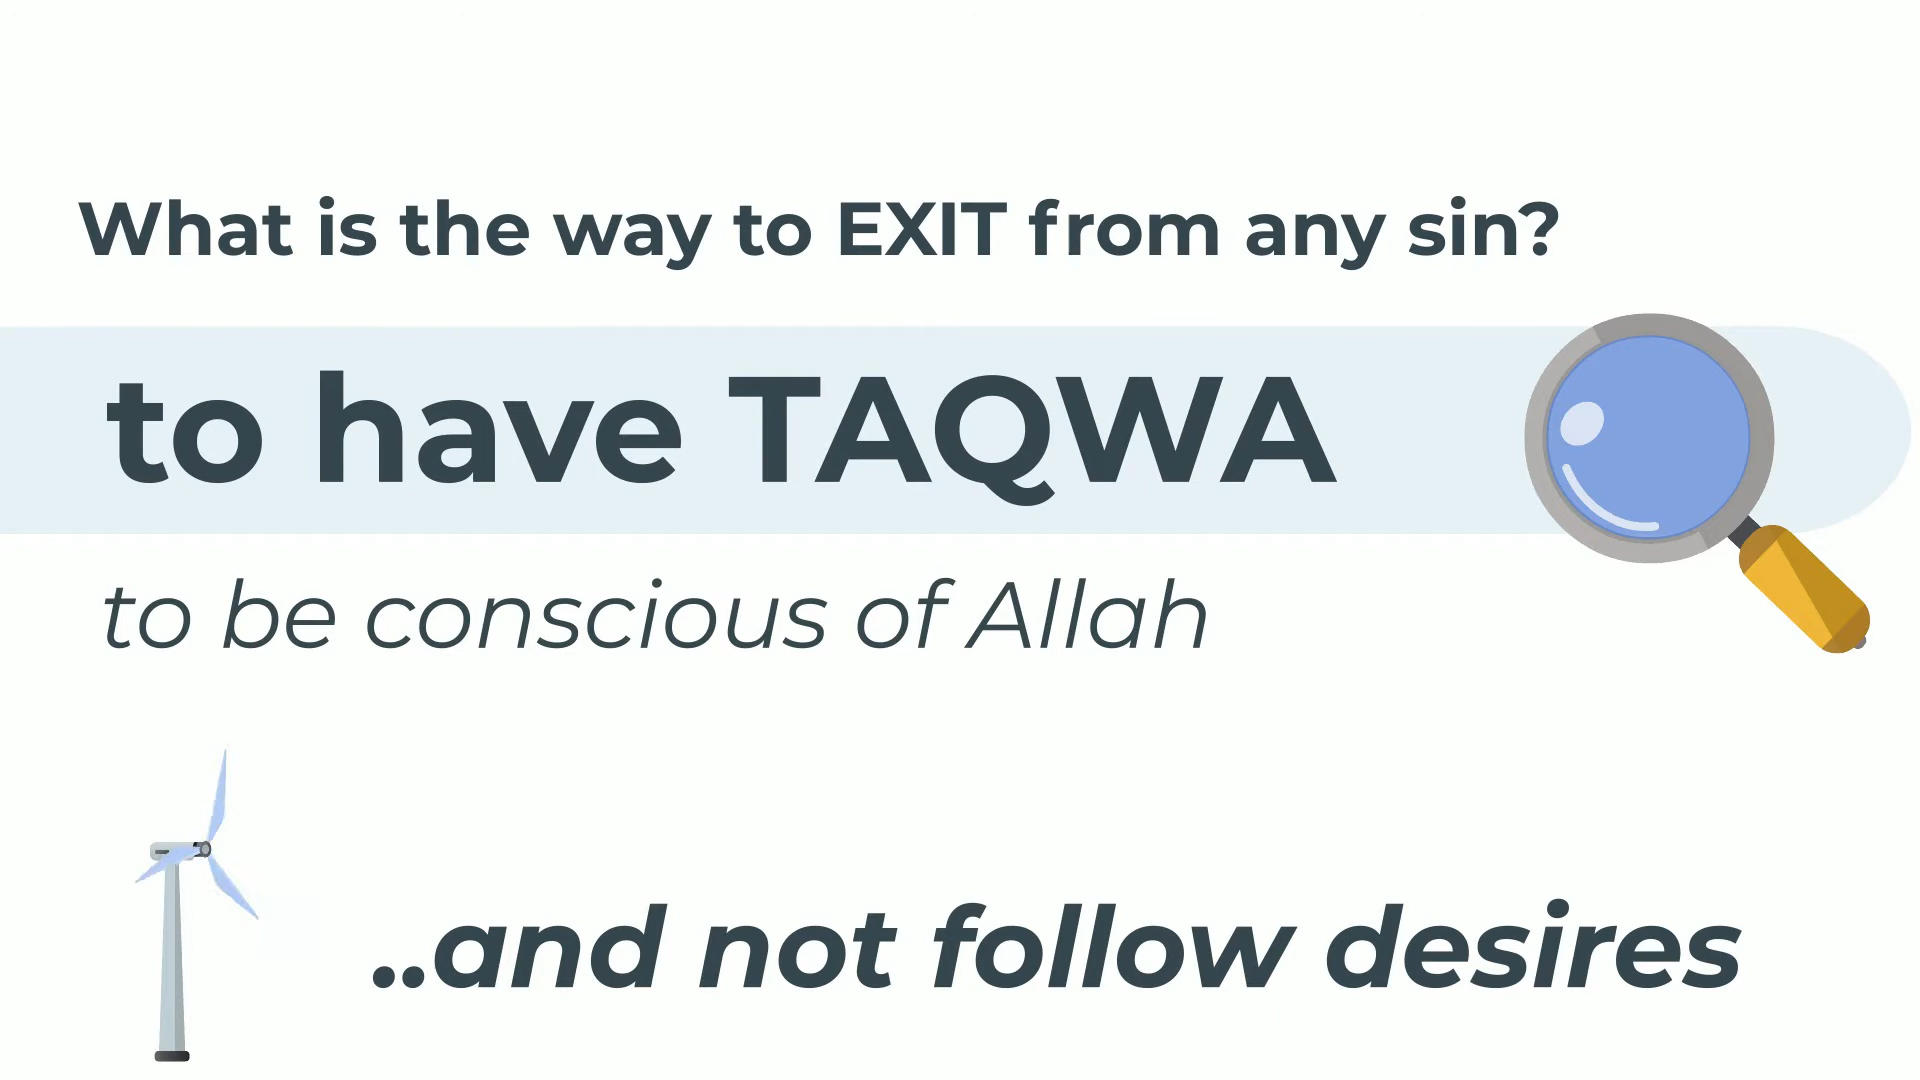 What is the way to EXIT from any sin?
to have TAQWA
to be conscious of Allah
..and not follow desires